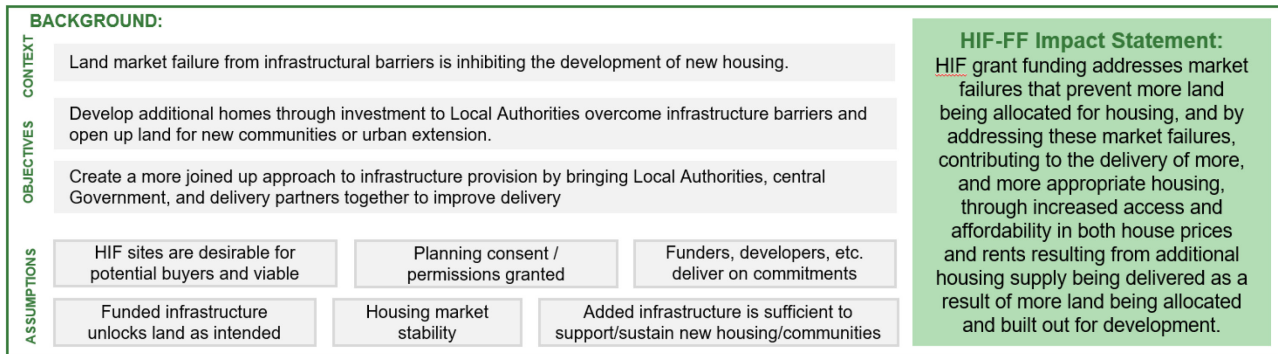 BACKGROUND:
CONTEXT
Land market failure from infrastructural barriers is inhibiting the development of new housing.
OBJECTIVES
Develop additional homes through investment to Local Authorities overcome infrastructure barriers and
open up land for new communities or urban extension.
Create a more joined up approach to infrastructure provision by bringing Local Authorities, central
Government, and delivery partners together to improve delivery
ASSUMPTIONS
HIF sites are desirable for
potential buyers and viable
Planning consent /
permissions granted
Funders, developers, etc.
deliver on commitments
Funded infrastructure
unlocks land as intended
Housing market
stability
Added infrastructure is sufficient to
support/sustain new housing/communities
HIF-FF Impact Statement:
HIF grant funding addresses market
failures that prevent more land
being allocated for housing, and by
addressing these market failures,
contributing to the delivery of more,
and more appropriate housing,
through increased access and
affordability in both house prices
and rents resulting from additional
housing supply being delivered as a
result of more land being allocated
and built out for development.